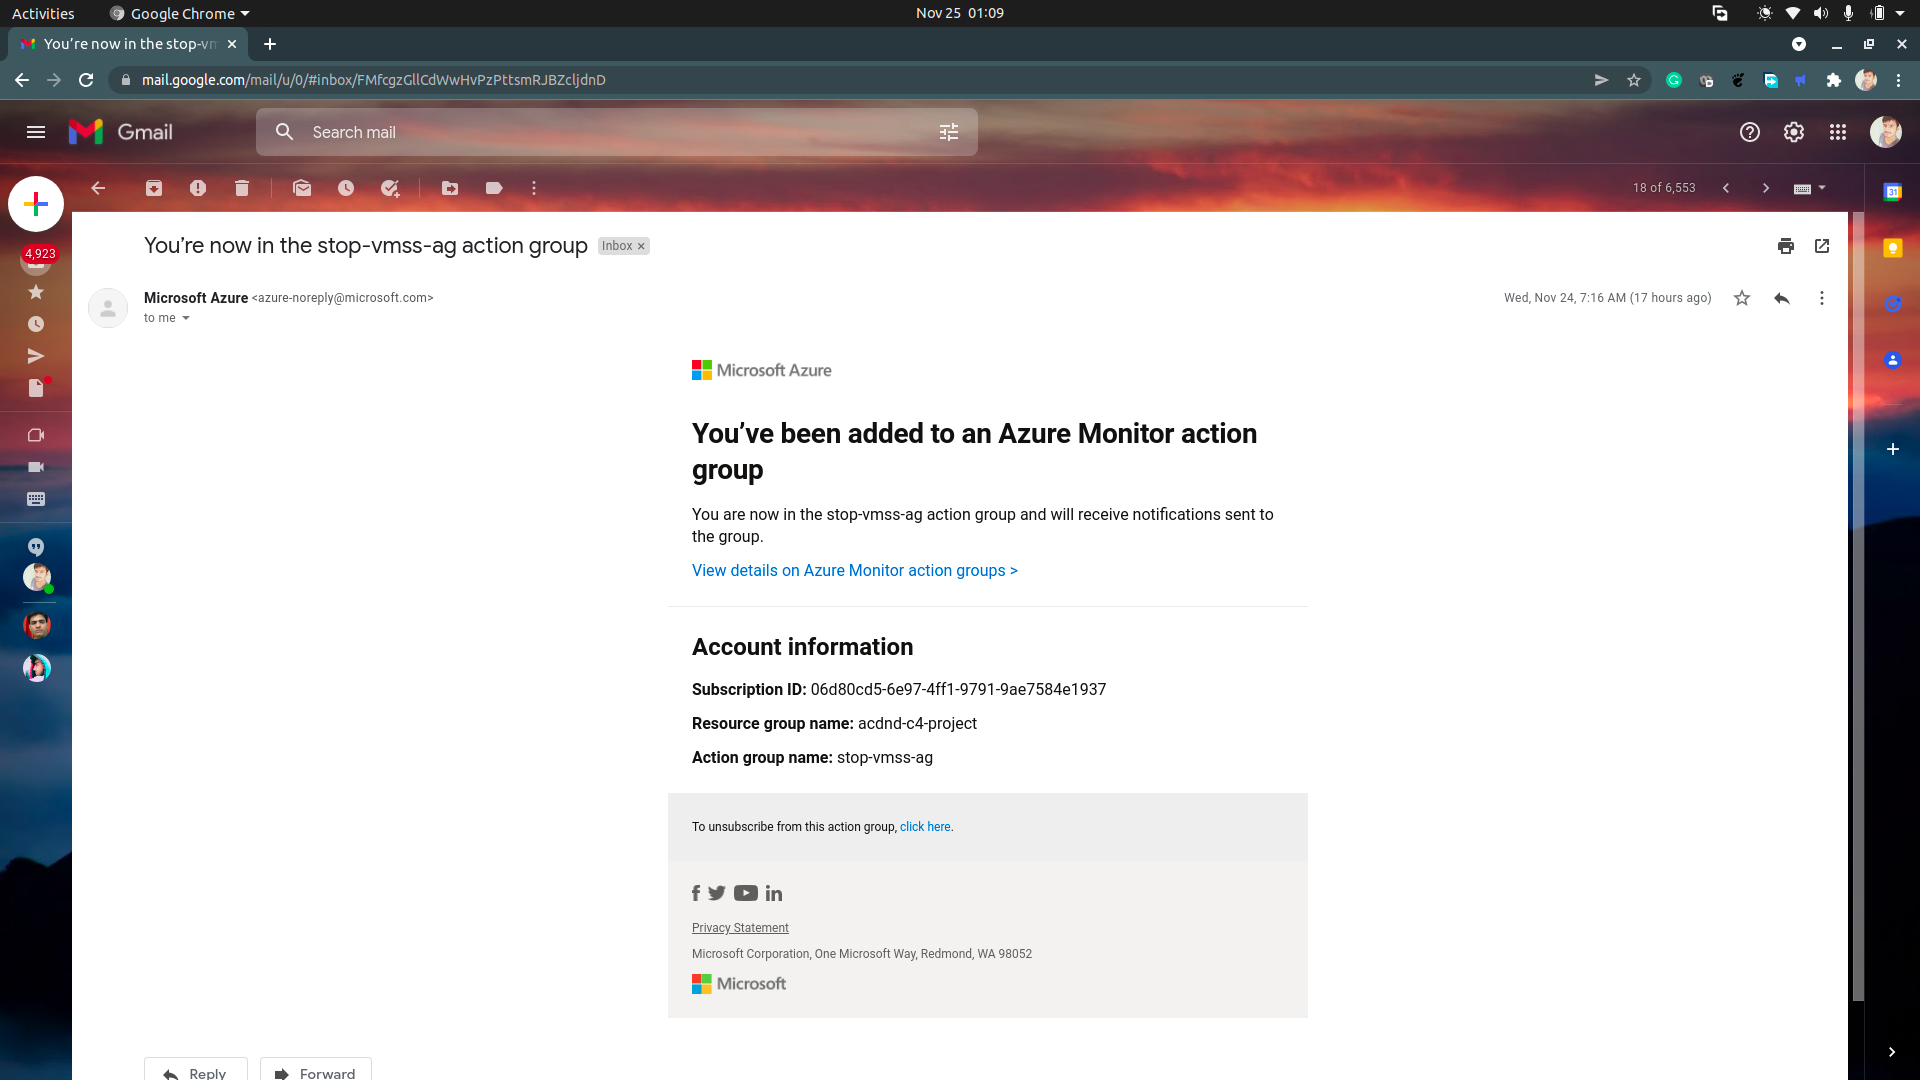 Activities
Google Chrome
Nov 25 01:09
You're now in the stop-vm
mail.google.com/mail/u/0/#inbox/FMfcgzGllCdWwHvPzPttsmRJBZcljdnD
Gmail
Search mail
18 of 6,553
4,923
You're now in the stop-vmss-ag action group
Inbox ×
Microsoft Azure <azure-noreply@microsoft.com>
Wed, Nov 24, 7:16 AM (17 hours ago)
to me
31
Microsoft Azure
You've been added to an Azure Monitor action
group
You are now in the stop-vmss-ag action group and will receive notifications sent to
the group.
View details on Azure Monitor action groups >
Account information
Subscription ID: 06d80cd5-6e97-4ff1-9791-9ae7584e1937
Resource group name: acdnd-c4-project
Action group name: stop-vmss-ag
To unsubscribe from this action group, click here.
Privacy Statement
Microsoft Corporation, One Microsoft Way, Redmond, WA 98052
Microsoft
Reply
Forward